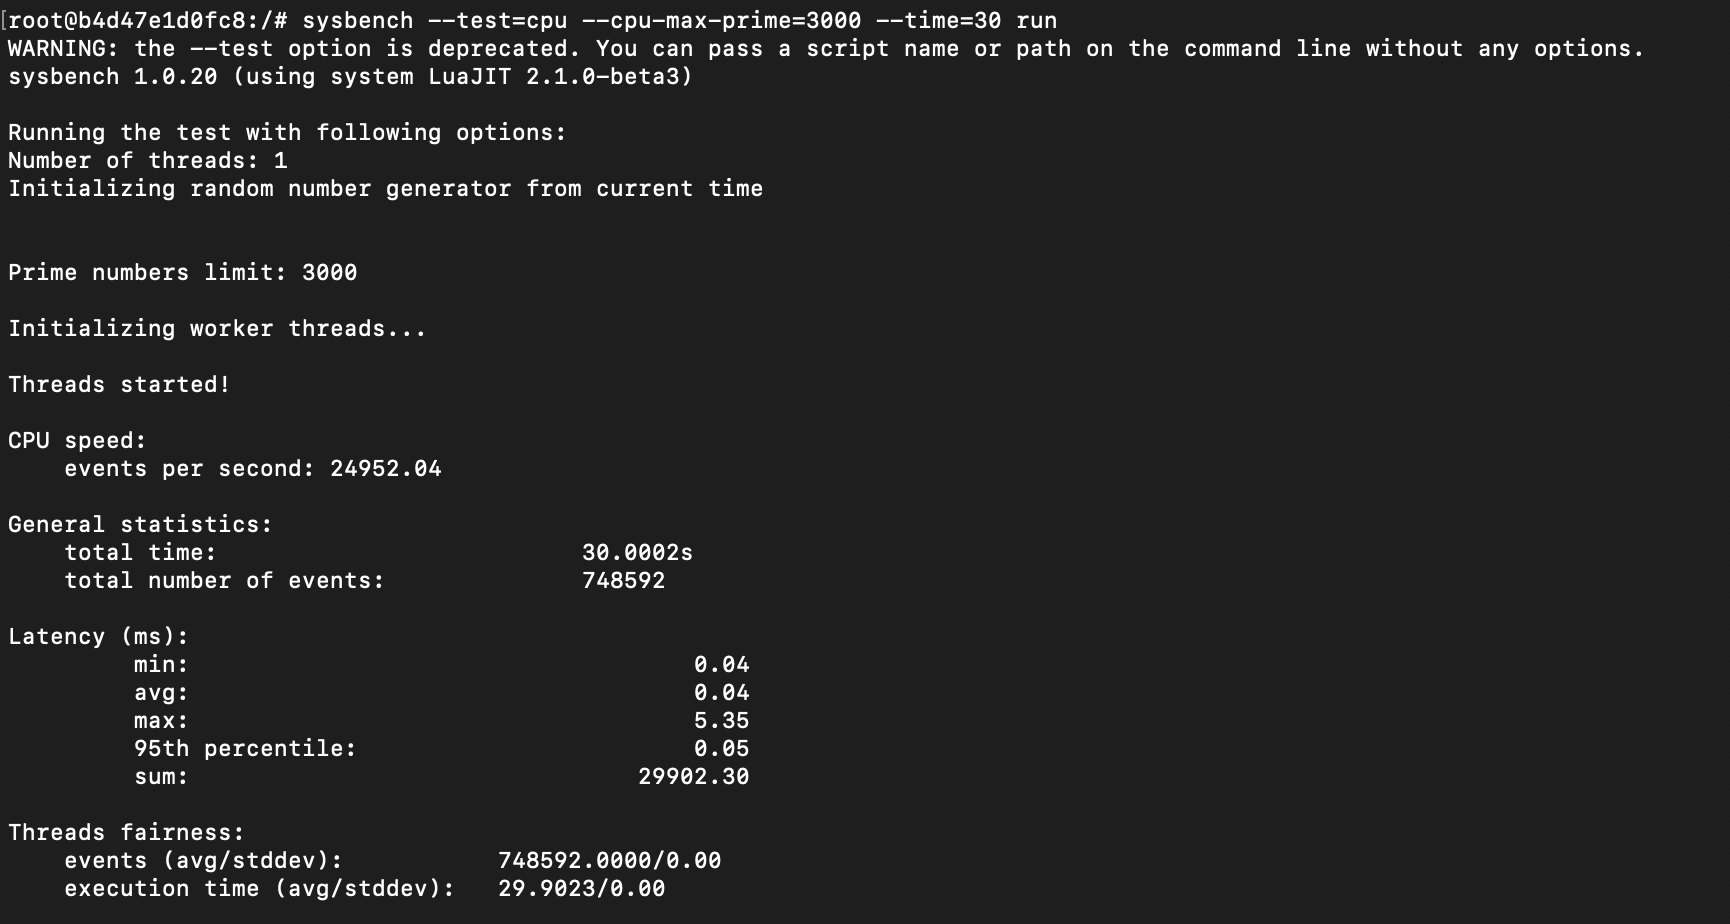 [root@b4d47e1d0fc8:/# sysbench --test=cpu --cpu-max-prime=3000 --time=30 run
WARNING: the --test option is deprecated. You can pass a script name or path on the command line without any options.
sysbench 1.0.20 (using system LuaJIT 2.1.0-beta3)
Running the test with following options:
Number of threads: 1
Initializing random number generator from current time
Prime numbers limit: 3000
Initializing worker threads...
Threads started!
CPU speed:
events per second: 24952.04
General statistics:
total time: 30.0002s
total number of events: 748592
Latency (ms):
min: 0.04
avg: 0.04
max: 5.35
95th percentile: 0.05
sum: 29902.30
Threads fairness:
events (avg/stddev): 748592.0000/0.00
execution time (avg/stddev): 29.9023/0.00